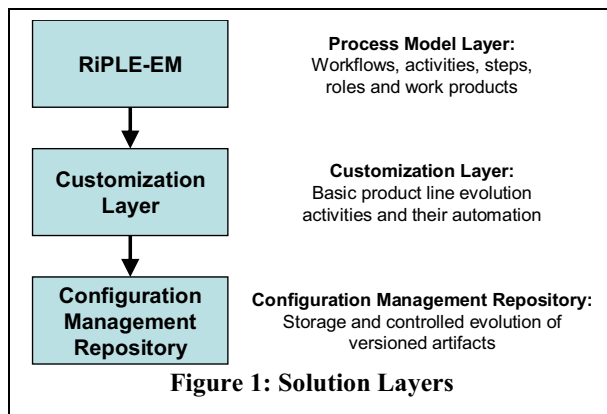 RiPLE-EM
Process Model Layer:
Workflows, activities, steps,
roles and work products
Customization
Layer
Customization Layer:
Basic product line evolution
activities and their automation
Configuration
Management
Repository
Configuration Management Repository:
Storage and controlled evolution of
versioned artifacts
Figure 1: Solution Layers